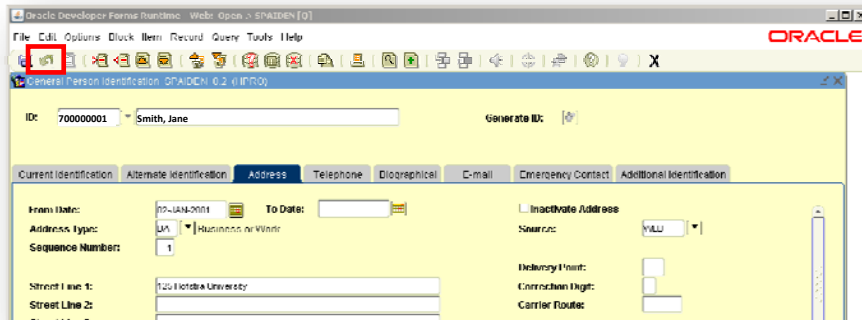 Oracle Developer Forms Runtime - Web: Open > SPAIDEN [Q]
File Edit Options Block Item Record Query Tools Help
ORACLE
General Person Identification SPAIDEN 8.2 (HPRO)
ID: 700000001 Smith, Jane Generate ID:
Current Identification Alternate Identification Address Telephone Biographical E-mail Emergency Contact Additional Identification
From Date: 02-JAN-2001 To Date: Inactivate Address
Address Type: Business or Work Source:
Sequence Number: 1
Delivery Point:
Street Line 1: 125 Hofstra University Correction Digit:
Street Line 2: Carrier Route: